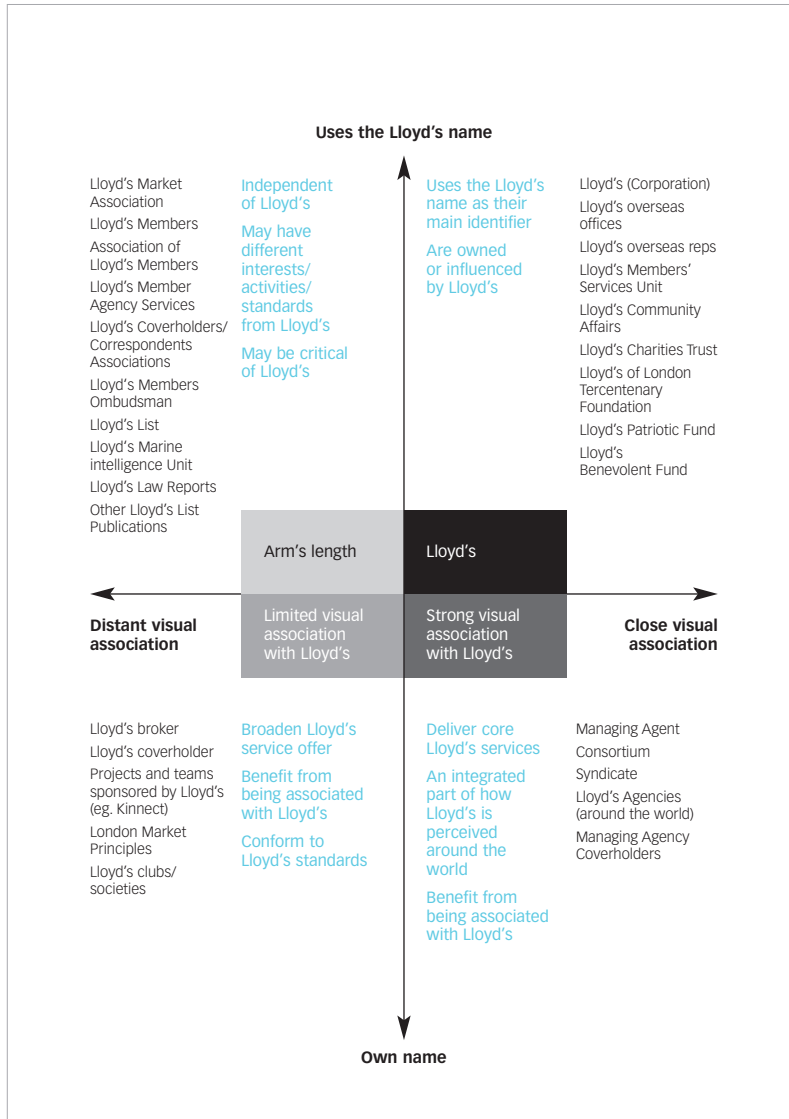 Uses the Lloyd's name
Lloyd's Market
Association
Lloyd's Members
Association of
Lloyd's Members
Lloyd's Member
Agency Services
Lloyd's Coverholders/
Correspondents
Associations
Lloyd's Members
Ombudsman
Lloyd's List
Lloyd's Marine
intelligence Unit
Lloyd's Law Reports
Other Lloyd's List
Publications
Independent
of Lloyd's
May have
different
interests/
activities/
standards
from Lloyd's
May be critical
of Lloyd's
Uses the Lloyd's
name as their
main identifier
Are owned
or influenced
by Lloyd's
Lloyd's (Corporation)
Lloyd's overseas
offices
Lloyd's overseas reps
Lloyd's Members'
Services Unit
Lloyd's Community
Affairs
Lloyd's Charities Trust
Lloyd's of London
Tercentenary
Foundation
Lloyd's Patriotic Fund
Lloyd's
Benevolent Fund
Arm's length
Lloyd's
Distant visual
association
Limited visual
association
with Lloyd's
Strong visual
association
with Lloyd's
Close visual
association
Lloyd's broker
Lloyd's coverholder
Projects and teams
sponsored by Lloyd's
(eg. Kinnect)
London Market
Principles
Lloyd's clubs/
societies
Broaden Lloyd's
service offer
Benefit from
being associated
with Lloyd's
Conform to
Lloyd's standards
Deliver core
Lloyd's services
An integrated
part of how
Lloyd's is
perceived
around the
world
Benefit from
being associated
with Lloyd's
Managing Agent
Consortium
Syndicate
Lloyd's Agencies
(around the world)
Managing Agency
Coverholders
Own name